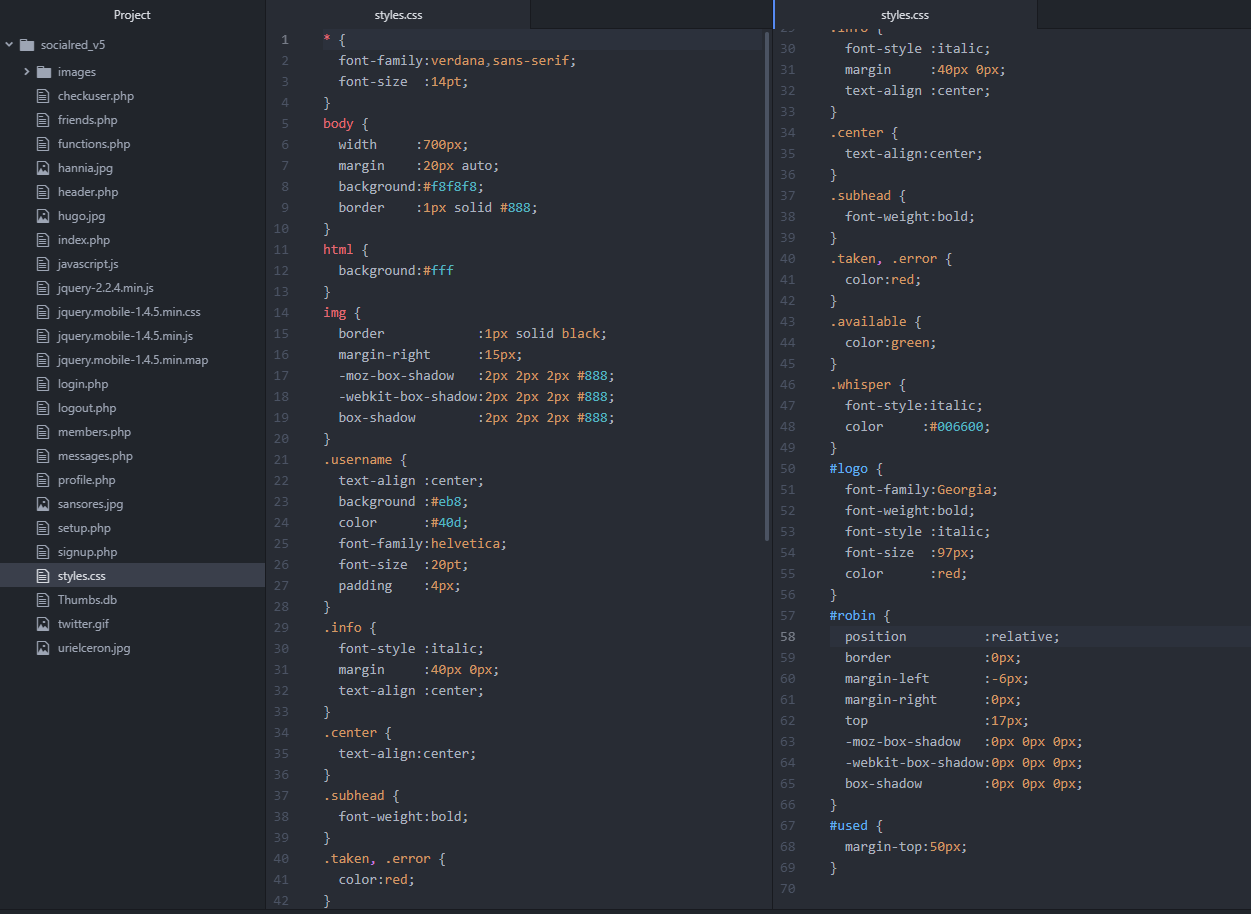 Project
socialred_v5
images
checkuser.php
friends.php
functions.php
hannia.jpg
header.php
hugo.jpg
index.php
javascript.js
jquery-2.2.4.min.js
jquery.mobile-1.4.5.min.css
jquery.mobile-1.4.5.min.js
jquery.mobile-1.4.5.min.map
login.php
logout.php
members.php
messages.php
profile.php
sansores.jpg
setup.php
signup.php
styles.css
Thumbs.db
twitter.gif
urielceron.jpg
styles.css
1 * {
2   font-family:verdana,sans-serif;
3   font-size  :14pt;
4 }
5 body {
6   width     :700px;
7   margin    :20px auto;
8   background:#f8f8f8;
9   border    :1px solid #888;
10 }
11 html {
12   background:#fff
13 }
14 img {
15   border            :1px solid black;
16   margin-right      :15px;
17   -moz-box-shadow   :2px 2px 2px #888;
18   -webkit-box-shadow:2px 2px 2px #888;
19   box-shadow        :2px 2px 2px #888;
20 }
21 .username {
22   text-align :center;
23   background :#eb8;
24   color      :#40d;
25   font-family:helvetica;
26   font-size  :20pt;
27   padding    :4px;
28 }
29 .info {
30   font-style :italic;
31   margin     :40px 0px;
32   text-align :center;
33 }
34 .center {
35   text-align:center;
36 }
37 .subhead {
38   font-weight:bold;
39 }
40 .taken, .error {
41   color:red;
42 }
styles.css
29 .info {
30   font-style :italic;
31   margin     :40px 0px;
32   text-align :center;
33 }
34 .center {
35   text-align:center;
36 }
37 .subhead {
38   font-weight:bold;
39 }
40 .taken, .error {
41   color:red;
42 }
43 .available {
44   color:green;
45 }
46 .whisper {
47   font-style:italic;
48   color     :#006600;
49 }
50 #logo {
51   font-family:Georgia;
52   font-weight:bold;
53   font-style :italic;
54   font-size  :97px;
55   color      :red;
56 }
57 #robin {
58   position          :relative;
59   border            :0px;
60   margin-left       :-6px;
61   margin-right      :0px;
62   top               :17px;
63   -moz-box-shadow   :0px 0px 0px;
64   -webkit-box-shadow:0px 0px 0px;
65   box-shadow        :0px 0px 0px;
66 }
67 #used {
68   margin-top:50px;
69 }
70